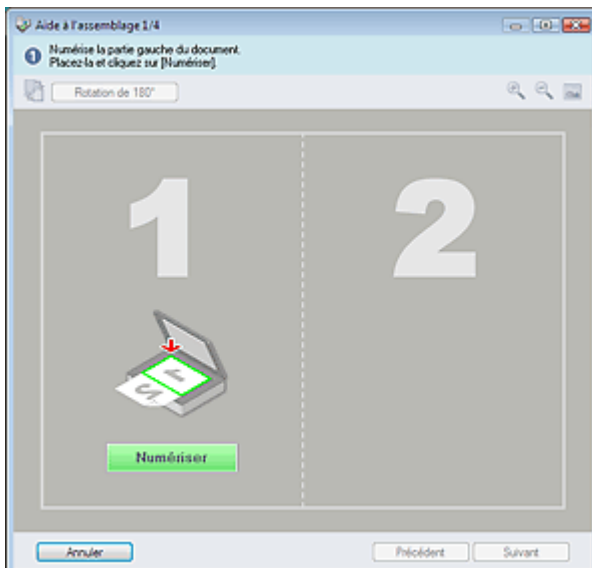 Aide à l'assemblage 1/4
1 Numérise la partie gauche du document.
Placez-la et cliquez sur [Numériser].
Rotation de 180°
1 2
Numériser
Annuler Précédent Suivant